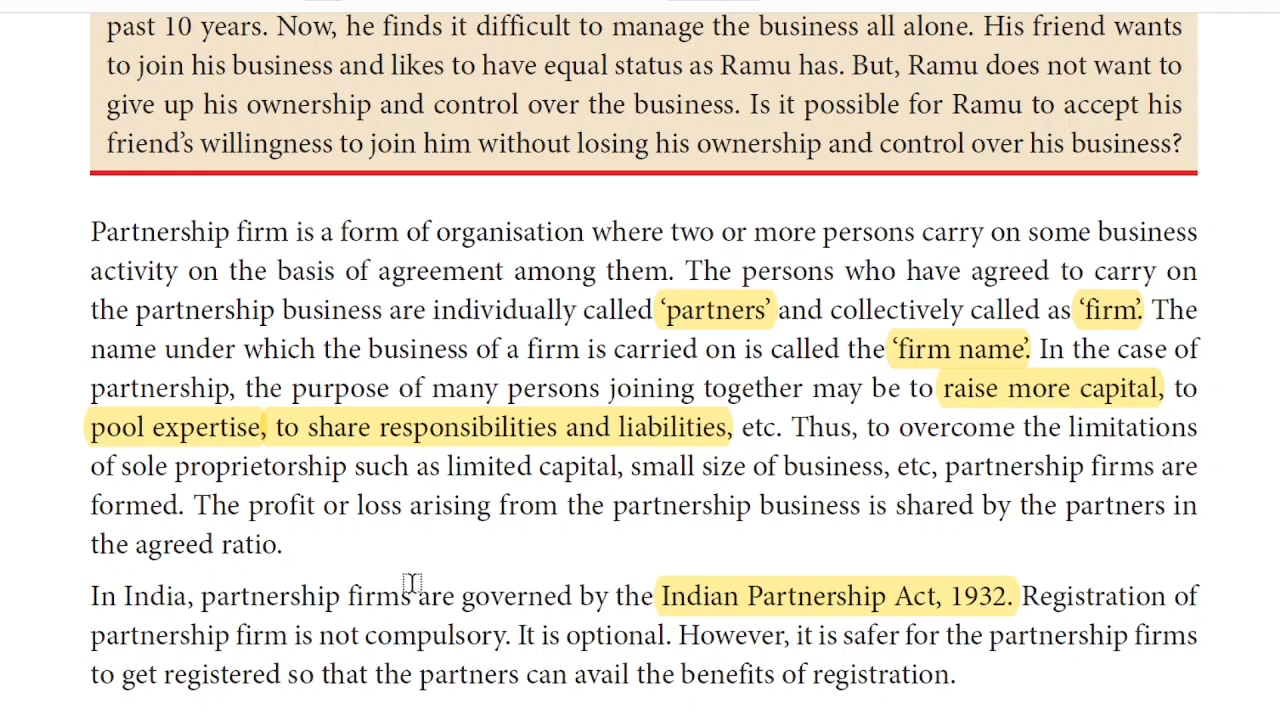 past 10 years. Now, he finds it difficult to manage the business all alone. His friend wants
to join his business and likes to have equal status as Ramu has. But, Ramu does not want to
give up his ownership and control over the business. Is it possible for Ramu to accept his
friend’s willingness to join him without losing his ownership and control over his business?
Partnership firm is a form of organisation where two or more persons carry on some business
activity on the basis of agreement among them. The persons who have agreed to carry on
the partnership business are individually called ‘partners’ and collectively called as ‘firm’. The
name under which the business of a firm is carried on is called the ‘firm name’. In the case of
partnership, the purpose of many persons joining together may be to raise more capital, to
pool expertise, to share responsibilities and liabilities, etc. Thus, to overcome the limitations
of sole proprietorship such as limited capital, small size of business, etc, partnership firms are
formed. The profit or loss arising from the partnership business is shared by the partners in
the agreed ratio.
In India, partnership firms are governed by the Indian Partnership Act, 1932. Registration of
partnership firm is not compulsory. It is optional. However, it is safer for the partnership firms
to get registered so that the partners can avail the benefits of registration.